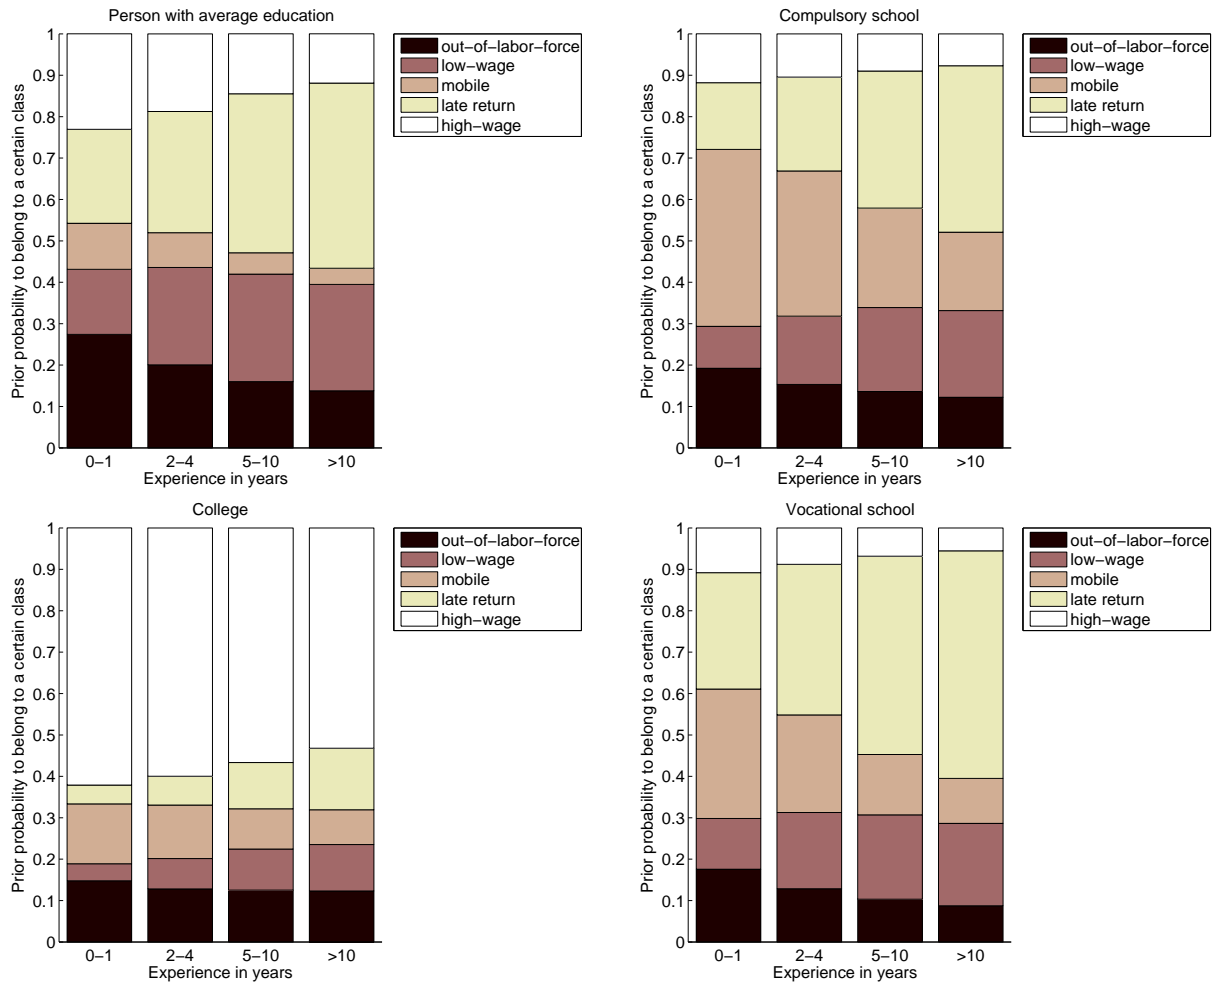 Person with average education
Prior probability to belong to a certain class
1
0.9
0.8
0.7
0.6
0.5
0.4
0.3
0.2
0.1
0
0−1 2−4 5−10 >10
Experience in years
out−of−labor−force
low−wage
mobile
late return
high−wage
Compulsory school
Prior probability to belong to a certain class
1
0.9
0.8
0.7
0.6
0.5
0.4
0.3
0.2
0.1
0
0−1 2−4 5−10 >10
Experience in years
out−of−labor−force
low−wage
mobile
late return
high−wage
College
Prior probability to belong to a certain class
1
0.9
0.8
0.7
0.6
0.5
0.4
0.3
0.2
0.1
0
0−1 2−4 5−10 >10
Experience in years
out−of−labor−force
low−wage
mobile
late return
high−wage
Vocational school
Prior probability to belong to a certain class
1
0.9
0.8
0.7
0.6
0.5
0.4
0.3
0.2
0.1
0
0−1 2−4 5−10 >10
Experience in years
out−of−labor−force
low−wage
mobile
late return
high−wage